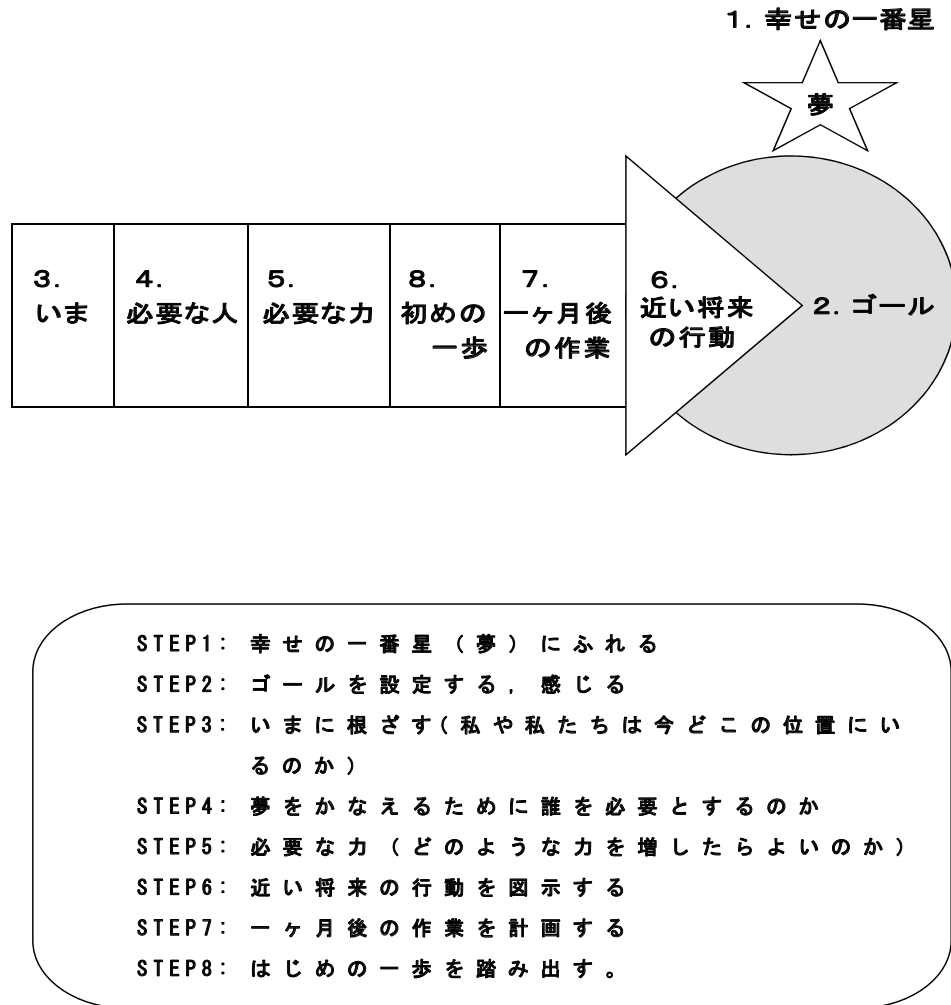 1. 幸せの一番星
夢
3.
いま
4.
必要な人
5.
必要な力
8.
初めの
一歩
7.
一ヶ月後
の作業
6.
近い将来
の行動
2. ゴール
STEP1: 幸せの一番星(夢)にふれる
STEP2: ゴールを設定する, 感じる
STEP3: いまに根ざす(私や私たちは今どこの位置にい
るのか)
STEP4: 夢をかなえるために誰を必要とするのか
STEP5: 必要な力(どのような力を増したらよいのか)
STEP6: 近い将来の行動を図示する
STEP7: 一ヶ月後の作業を計画する
STEP8: はじめの一歩を踏み出す。